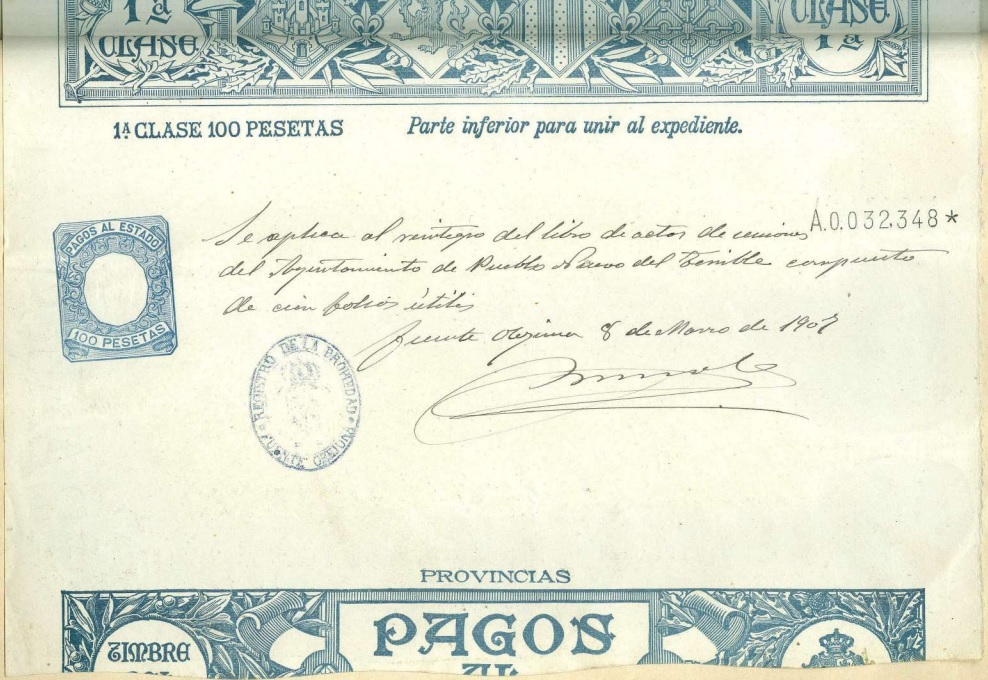 1ª CLASE
CLASE 1ª
1ª CLASE 100 PESETAS
Parte inferior para unir al expediente.
A.0.032.348*
PAGOS AL ESTADO
100 PESETAS
Se aplica al reintegro del libro de actas de cesiones
del Ayuntamiento de Pueblo Nuevo del Terrible compuesto
de cien folios útiles
Fuente Obejuna 8 de Marzo de 1907
REGISTRO DE LA PROPIEDAD
FUENTE OBEJUNA
PROVINCIAS
TIMBRE
PAGOS
AL